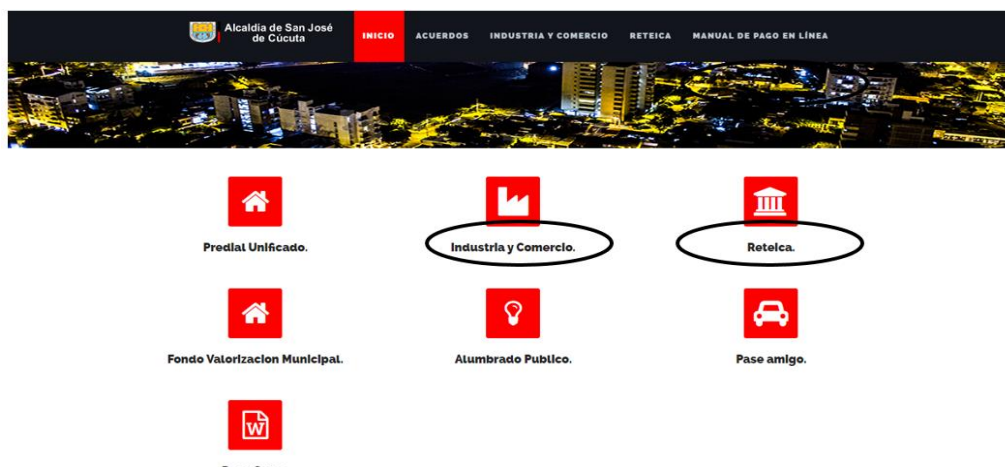 Alcaldía de San José
de Cúcuta
INICIO
ACUERDOS
INDUSTRIA Y COMERCIO
RETEICA
MANUAL DE PAGO EN LÍNEA
Predial Unificado.
Industria y Comercio.
Reteica.
Fondo Valorizacion Municipal.
Alumbrado Publico.
Pase amigo.
W